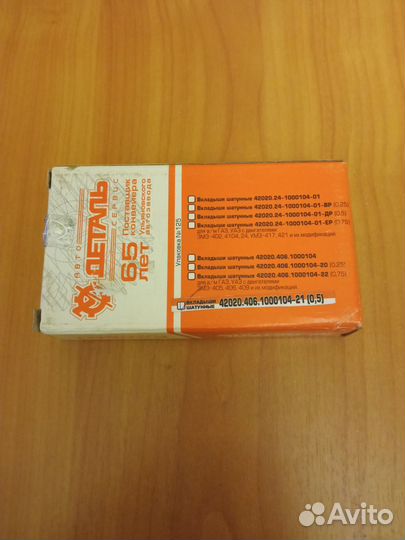 АВТО
ДЕТАЛЬ
СЕРВИС
65
лет
Поставщик
конвейера
Ульяновского
автозавода
Упаковка №125
Вкладыши шатунные 42020.24-1000104-01
Вкладыши шатунные 42020.24-1000104-01-ВР (0,25)
Вкладыши шатунные 42020.24-1000104-01-ДР (0,5)
Вкладыши шатунные 42020.24-1000104-01-ЕР (0,75)
для а/м ГАЗ, УАЗ с двигателями
ЗМЗ-402, 4104, 24, УМЗ-417, 421 и их модификаций.
Вкладыши шатунные 42020.406.1000104
Вкладыши шатунные 42020.406.1000104-20 (0,25)
Вкладыши шатунные 42020.406.1000104-22 (0,75)
для а/м ГАЗ, УАЗ с двигателями
ЗМЗ-405, 406, 409 и их модификаций.
ВКЛАДЫШИ
ШАТУННЫЕ 42020.406.1000104-21 (0,5)
Avito